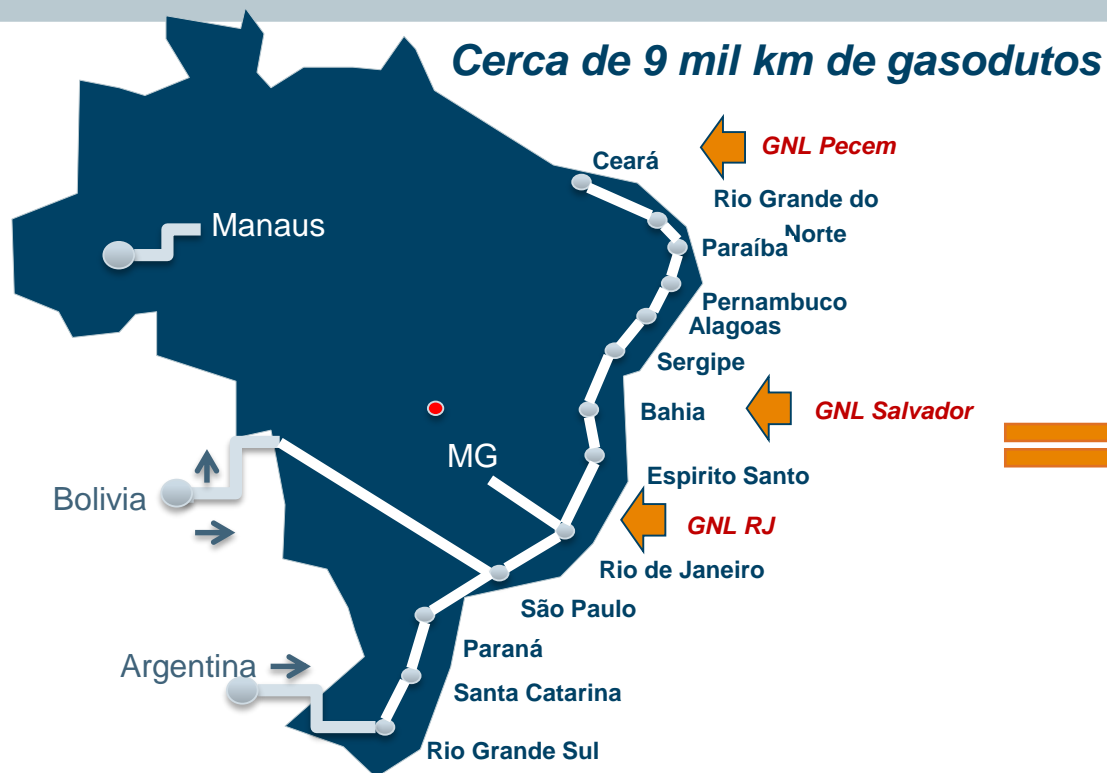 Cerca de 9 mil km de gasodutos
GNL Pecem
Ceará
Rio Grande do
Norte
Manaus
Paraíba
Pernambuco
Alagoas
Sergipe
Bahia
GNL Salvador
MG
Espirito Santo
Bolivia
GNL RJ
Rio de Janeiro
São Paulo
Paraná
Argentina
Santa Catarina
Rio Grande Sul